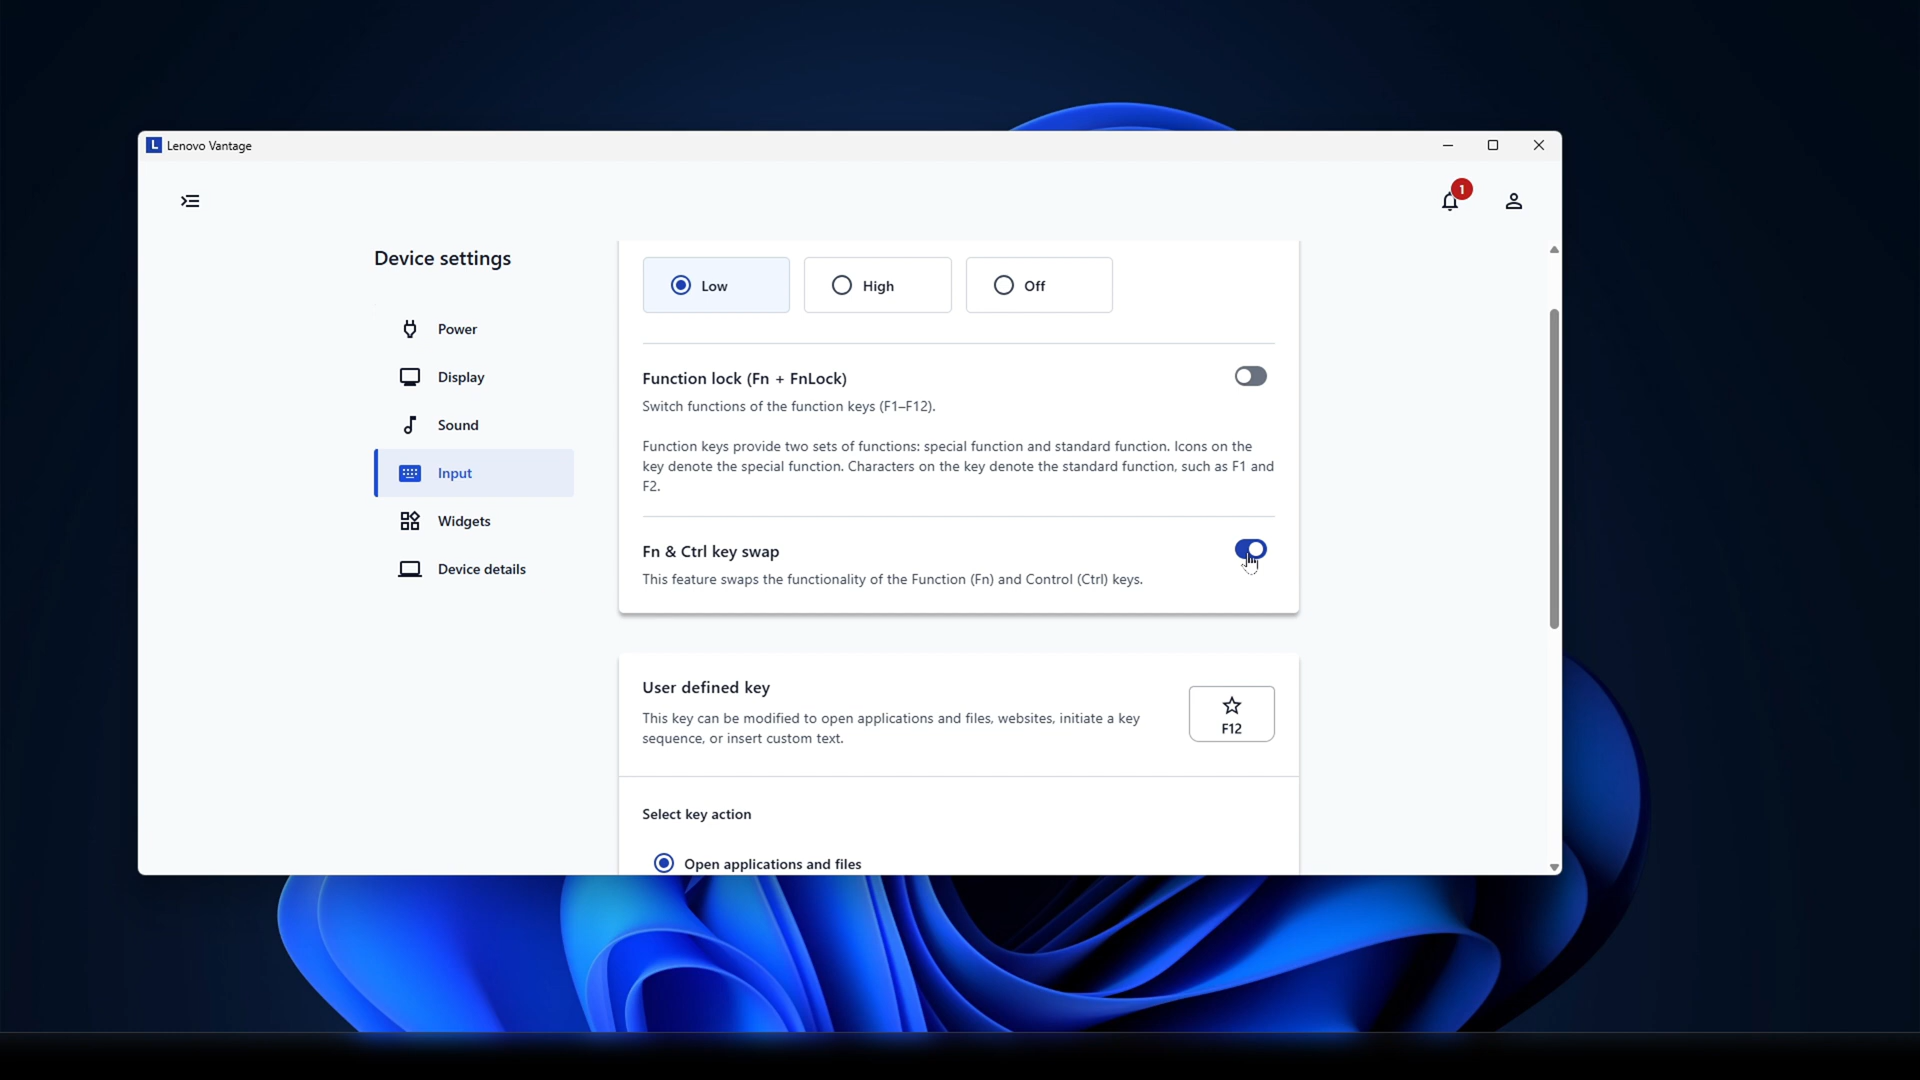 L Lenovo Vantage
1
Device settings
Power
Display
Sound
Input
Widgets
Device details
Low
High
Off
Function lock (Fn + FnLock)
Switch functions of the function keys (F1–F12).
Function keys provide two sets of functions: special function and standard function. Icons on the
key denote the special function. Characters on the key denote the standard function, such as F1 and
F2.
Fn & Ctrl key swap
This feature swaps the functionality of the Function (Fn) and Control (Ctrl) keys.
User defined key
This key can be modified to open applications and files, websites, initiate a key
sequence, or insert custom text.
F12
Select key action
Open applications and files